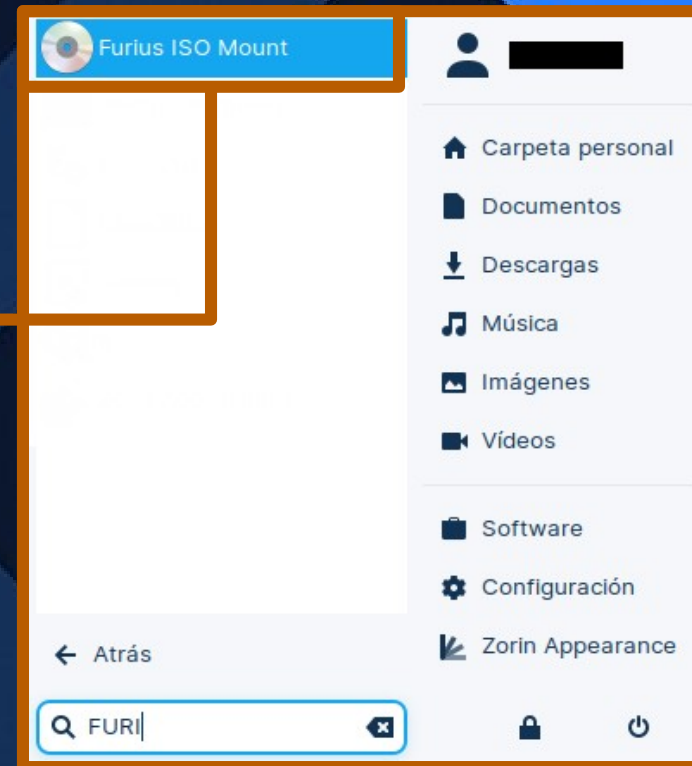 Furius ISO Mount
Carpeta personal
Documentos
Descargas
Música
Imágenes
Vídeos
Software
Configuración
Zorin Appearance
Atrás
FURI